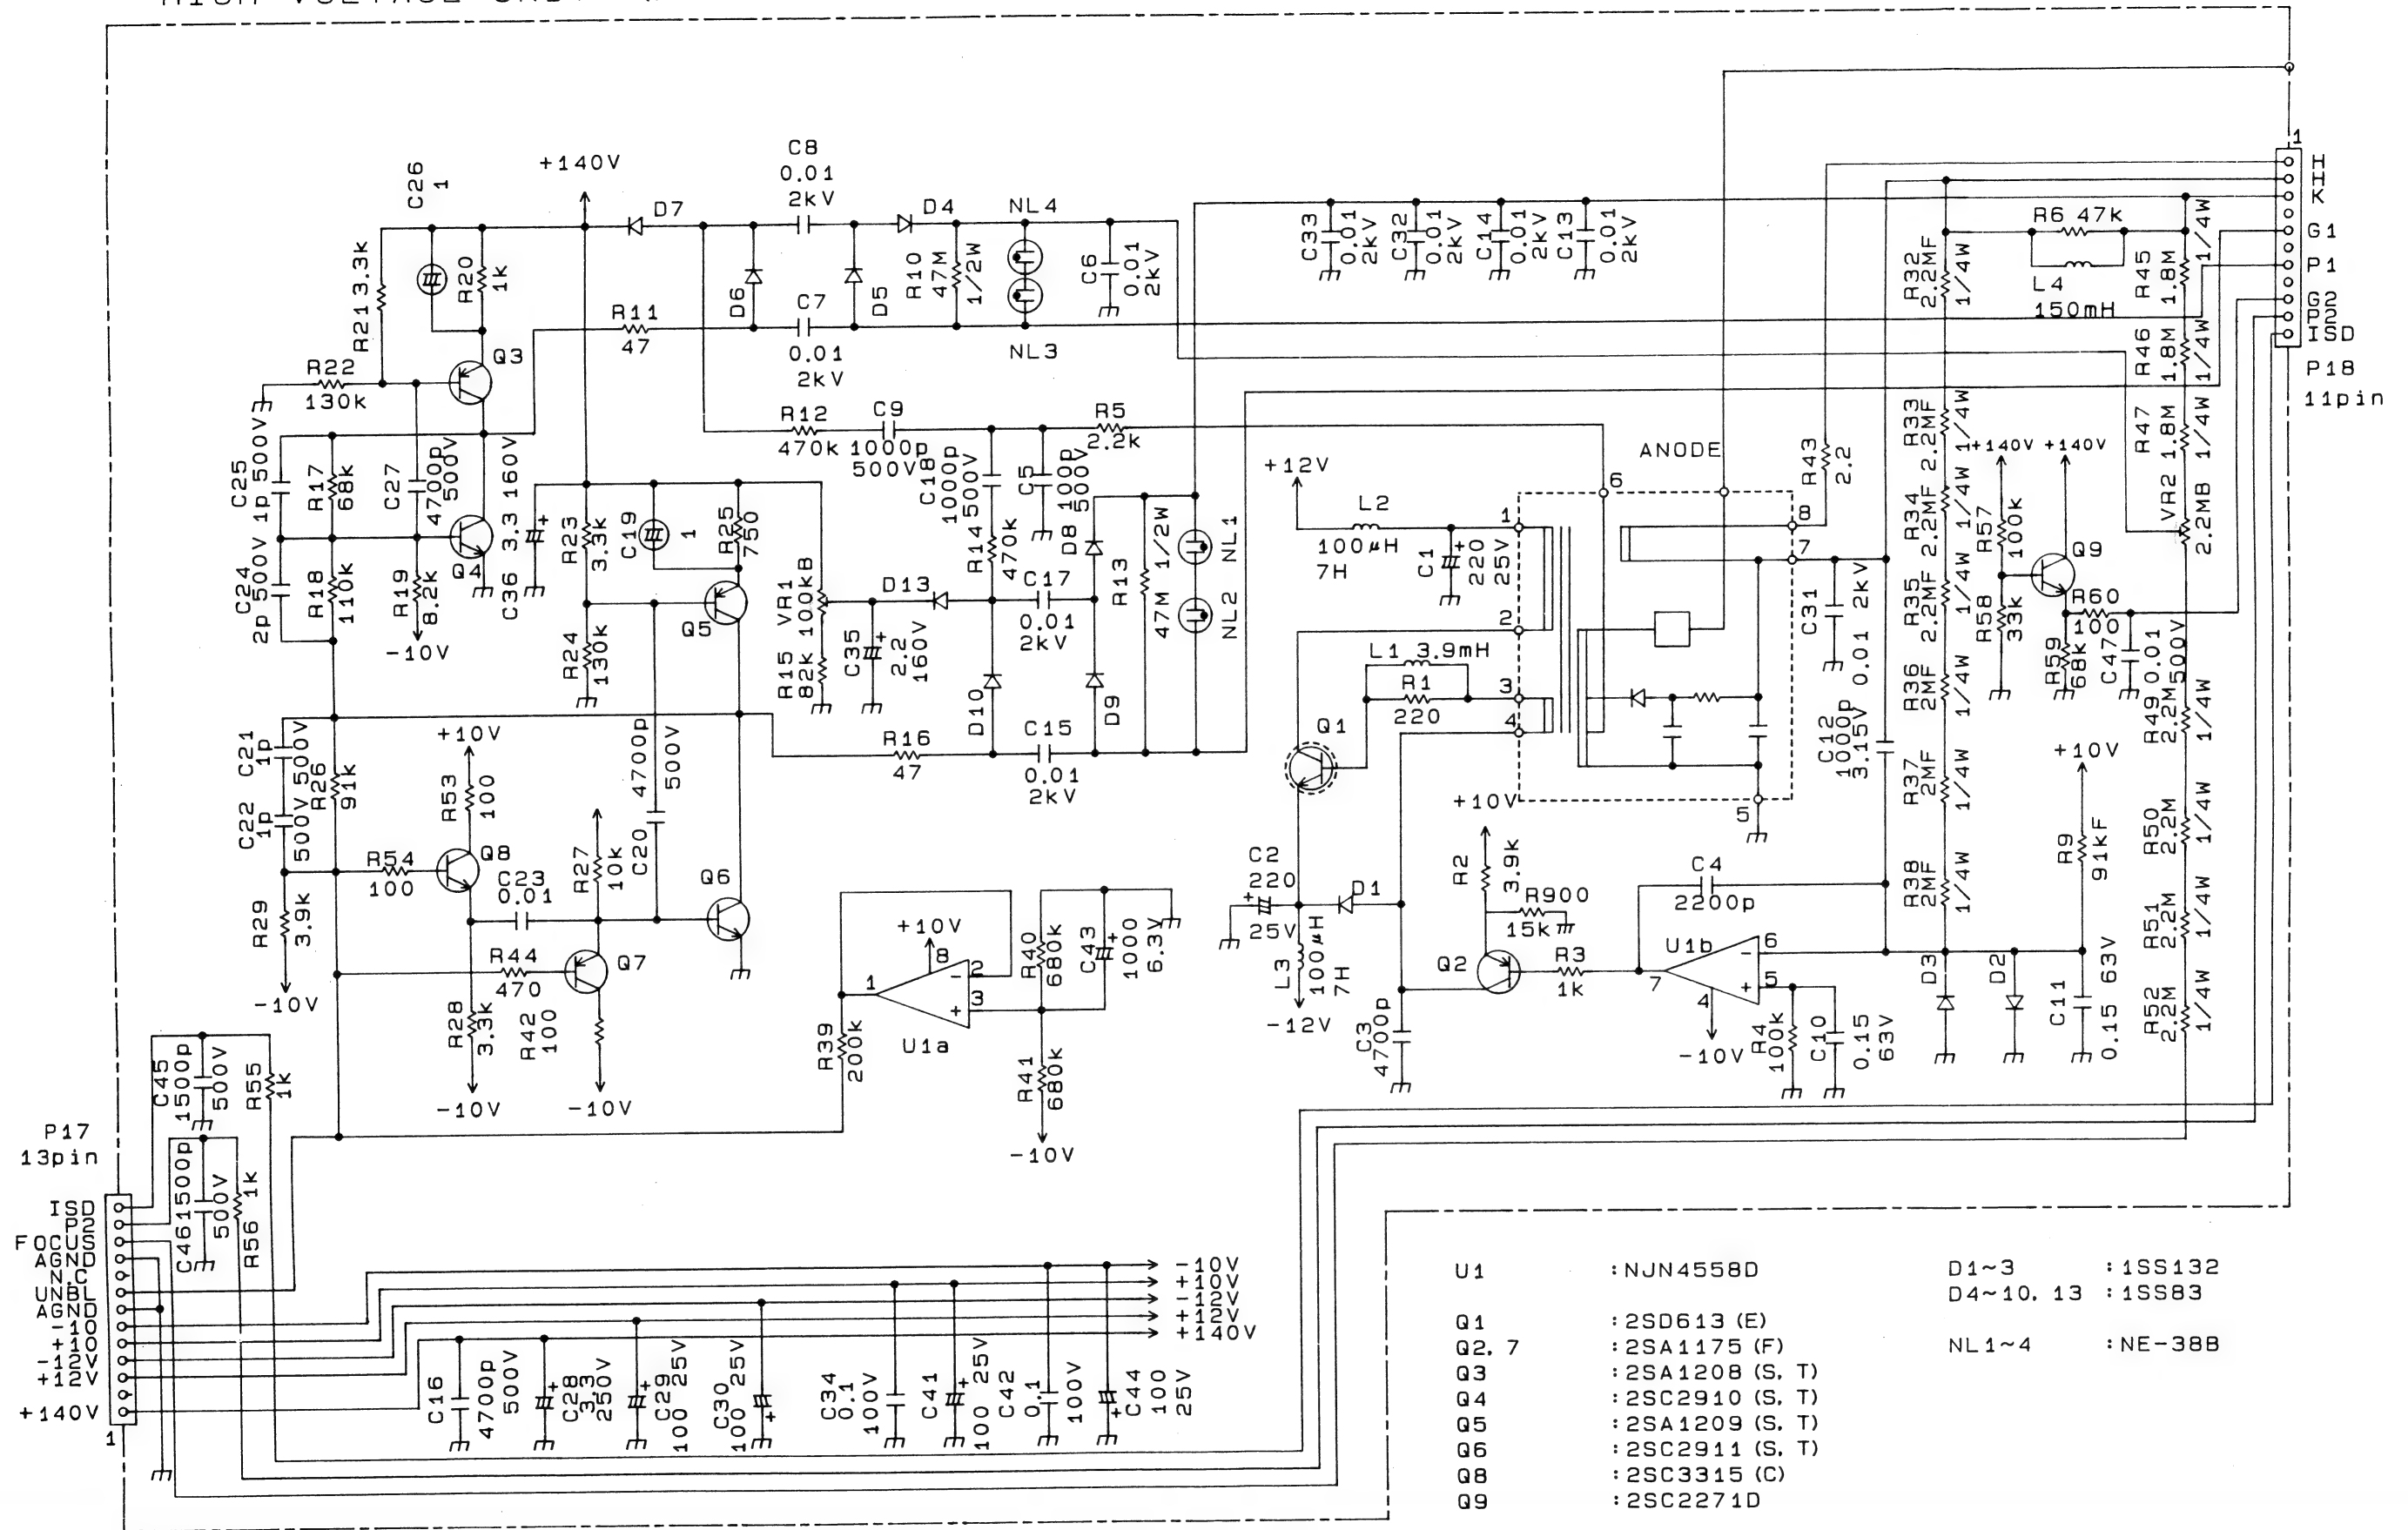 C26
1
+140V
C8
0.01
2kV
D7
D4
NL4
R21 3.3k
R20
1k
D6
C7
0.01
2kV
D5
R10
47M
1/2W
NL3
C6
0.01
2kV
R11
47
C33
0.01
2kV
C32
0.01
2kV
C14
0.01
2kV
C13
0.01
2kV
1
H
H
K
G1
P1
G2
P2
ISD
P18
11pin
R6 47k
L4
150mH
R32
2.2MF
1/4W
R45
1.8M
1/4W
R46
1.8M
1/4W
R47
1.8M
1/4W
VR2
2.2MB
Q3
R22
130k
C25
1p 500V
R17
68k
C27
4700p
500V
C24
2p 500V
R18
110k
R19
8.2k
Q4
-10V
C36 3.3 160V
R23
3.3k
C19
1
R25
750
R24
130k
Q5
VR1
100kB
R15
82k
C35
2.2
160V
D13
R12
470k
C9
1000p
500V
C18
1000p
500V
R5
2.2k
C5
100p
500V
R14
470k
D8
C17
0.01
2kV
R13
47M 1/2W
NL1
NL2
D10
D9
R16
47
C15
0.01
2kV
+12V
L2
100μH
7H
C1
220
25V
ANODE
1
2
3
4
5
6
7
8
L1 3.9mH
R1
220
Q1
R43
2.2
C31
0.01 2kV
C12
1000p
3.15V
R33
2.2MF
1/4W
R34
2.2MF
1/4W
R35
2.2MF
1/4W
R36
2MF
1/4W
R37
2MF
1/4W
R38
2MF
1/4W
+140V
+140V
R57
100k
Q9
R58
33k
R60
100
R59
68k
C47
0.01
500V
R49
2.2M
1/4W
R50
2.2M
1/4W
R51
2.2M
1/4W
R52
2.2M
1/4W
+10V
R9
91kF
C21
1p
500V
C22
1p
500V
R26
91k
+10V
R53
100
R54
100
Q8
C23
0.01
R27
10k
C20
4700p
500V
Q6
R29
3.9k
-10V
R44
470
Q7
R28
3.3k
R42
100
-10V
-10V
+10V
8
2
3
1
-
+
U1a
R39
200k
R40
680k
C43
1000
6.3V
R41
680k
-10V
C2
220
25V
D1
L3
100μH
7H
-12V
+10V
R2
3.9k
R900
15k
Q2
R3
1k
C4
2200p
U1b
6
5
7
4
-
+
-10V
C3
4700p
R4
100k
C10
0.15
63V
D3
D2
C11
0.15 63V
C45
1500p
500V
R55
1k
C46 1500p
500V
R56 1k
P17
13pin
ISD
P2
FOCUS
AGND
N.C
UNBL
AGND
-10
+10
-12V
+12V
+140V
1
-10V
+10V
-12V
+12V
+140V
C16
4700p
500V
C28
3.3
250V
C29
100 25V
C30
100 25V
C34
0.1
100V
C41
100 25V
C42
0.1
100V
C44
100
25V
U1 :NJN4558D
Q1 :2SD613 (E)
Q2, 7 :2SA1175 (F)
Q3 :2SA1208 (S, T)
Q4 :2SC2910 (S, T)
Q5 :2SA1209 (S, T)
Q6 :2SC2911 (S, T)
Q8 :2SC3315 (C)
Q9 :2SC2271D
D1~3 :1SS132
D4~10, 13 :1SS83
NL1~4 :NE-38B